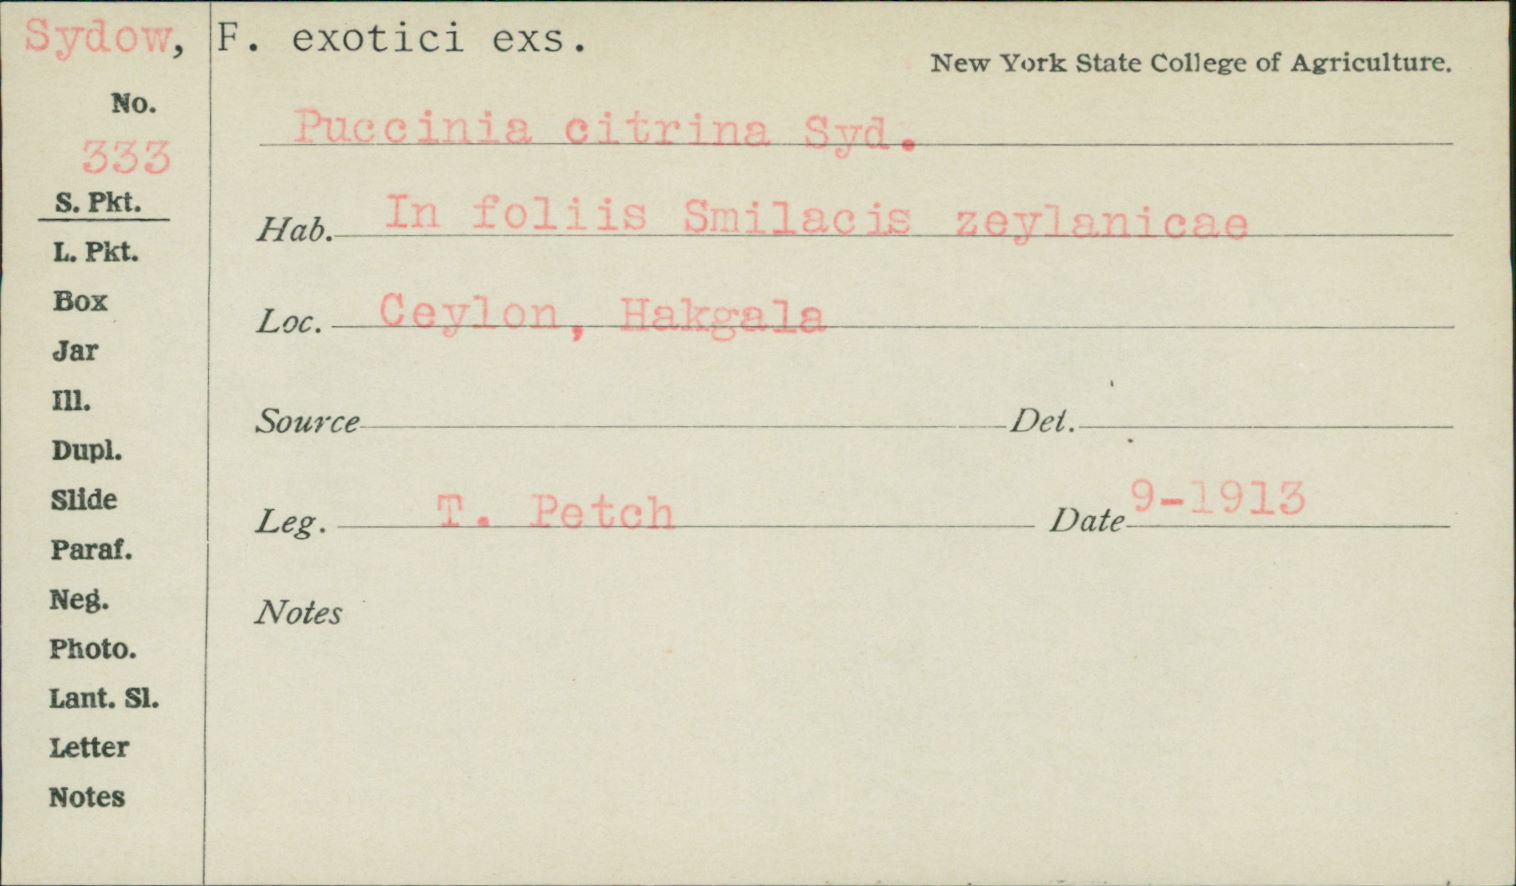 Sydow, F. exotici exs.
New York State College of Agriculture.
No.
333
Puccinia citrina Syd.
S. Pkt.
Hab. In foliis Smilacis zeylanicae
L. Pkt.
Box
Loc. Ceylon, Hakgala
Jar
Ill.
Source Det.
Dupl.
Slide
Leg. T. Petch Date 9-1913
Paraf.
Neg.
Notes
Photo.
Lant. Sl.
Letter
Notes